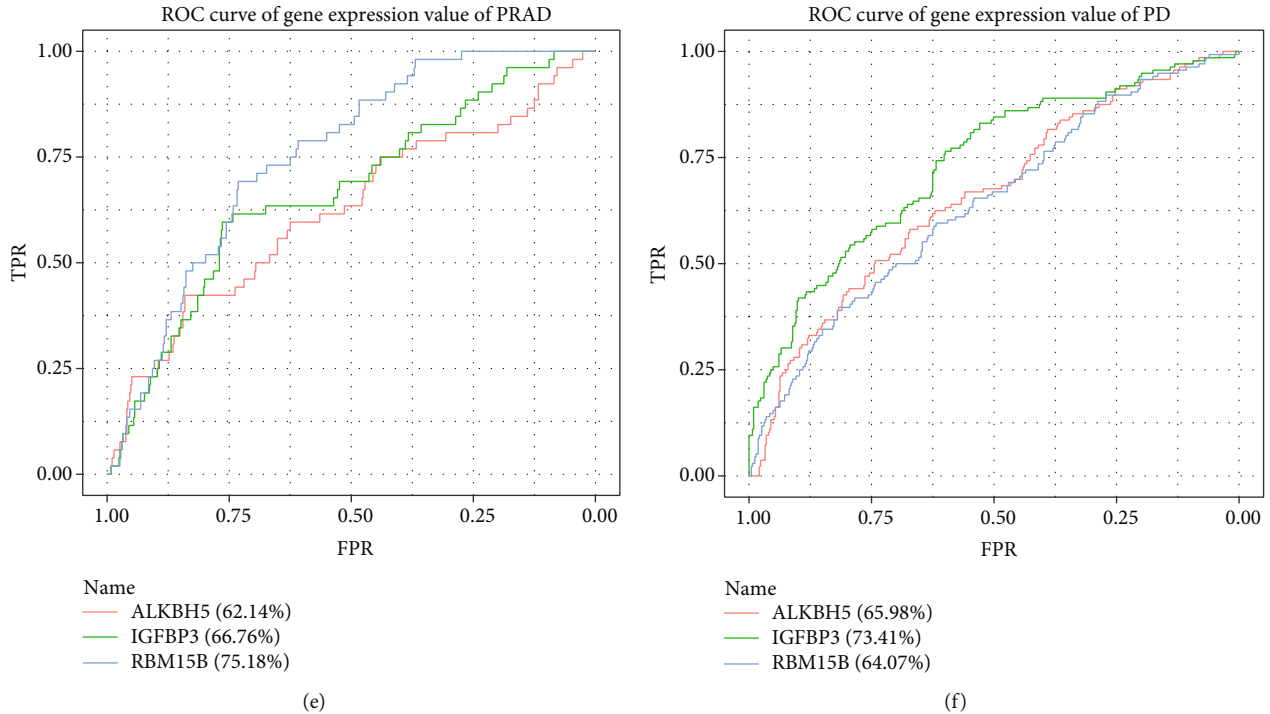 ROC curve of gene expression value of PRAD
1.00
0.75
0.50
0.25
0.00
TPR
1.00 0.75 0.50 0.25 0.00
FPR
Name
ALKBH5 (62.14%)
IGFBP3 (66.76%)
RBM15B (75.18%)
(e)
ROC curve of gene expression value of PD
1.00
0.75
0.50
0.25
0.00
TPR
1.00 0.75 0.50 0.25 0.00
FPR
Name
ALKBH5 (65.98%)
IGFBP3 (73.41%)
RBM15B (64.07%)
(f)